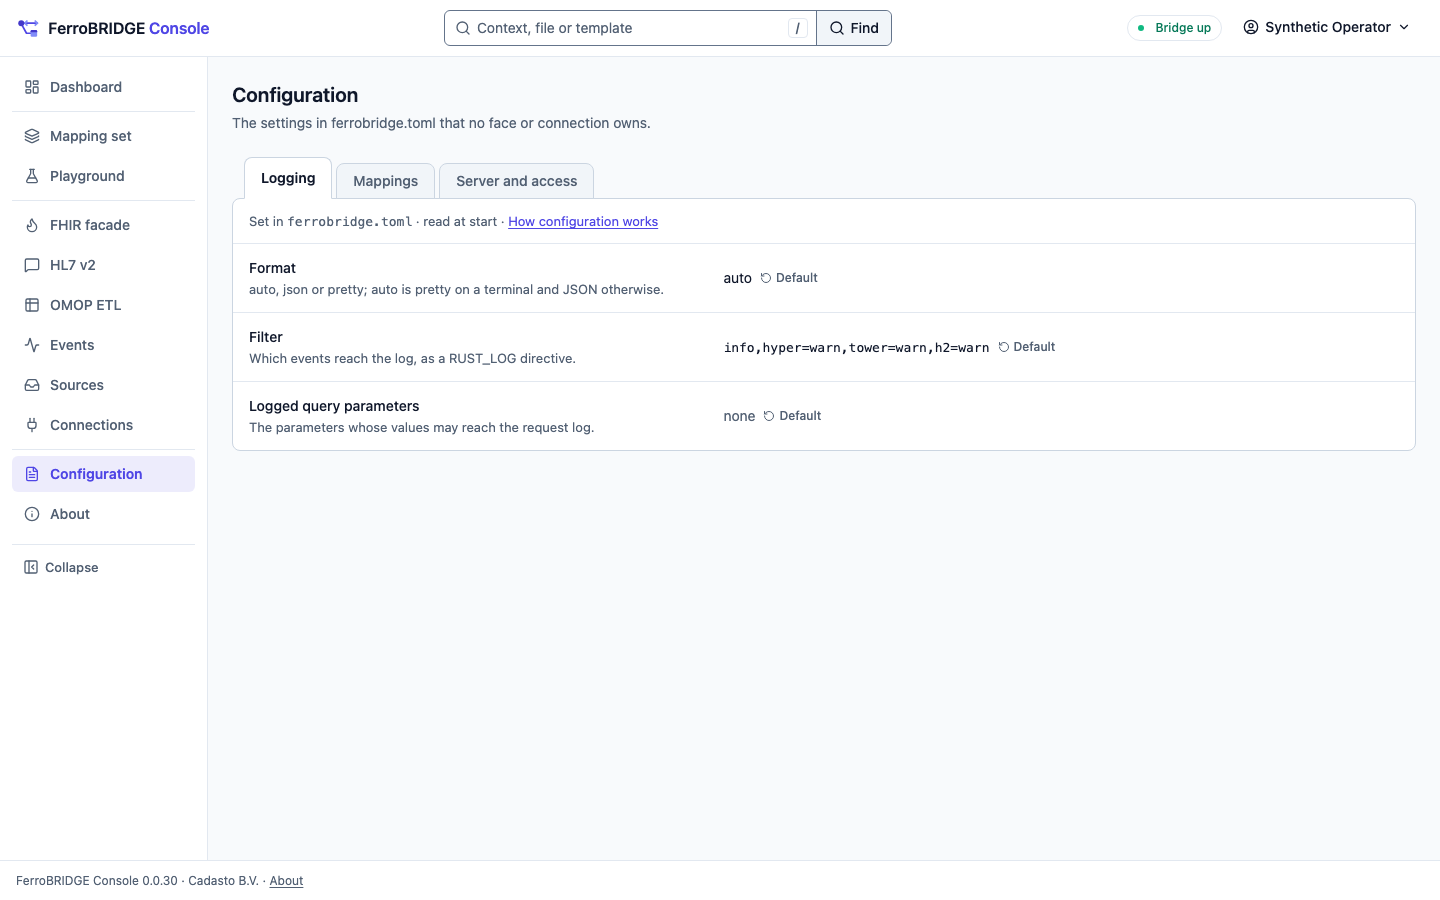 FerroBRIDGE Console
Context, file or template
/
Find
Bridge up
Synthetic Operator
Dashboard
Mapping set
Playground
FHIR facade
HL7 v2
OMOP ETL
Events
Sources
Connections
Configuration
About
Collapse
Configuration
The settings in ferrobridge.toml that no face or connection owns.
Logging
Mappings
Server and access
Set in ferrobridge.toml · read at start · How configuration works
Format
auto, json or pretty; auto is pretty on a terminal and JSON otherwise.
auto Default
Filter
Which events reach the log, as a RUST_LOG directive.
info,hyper=warn,tower=warn,h2=warn Default
Logged query parameters
The parameters whose values may reach the request log.
none Default
FerroBRIDGE Console 0.0.30 · Cadasto B.V. · About